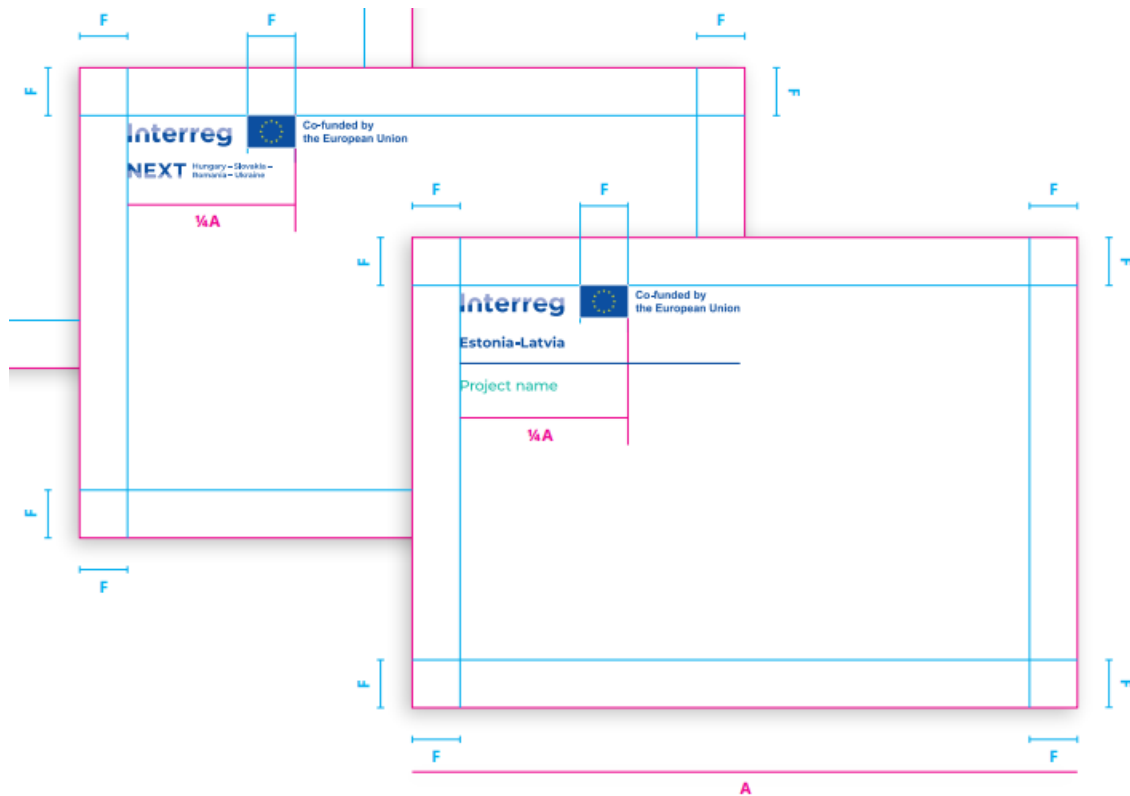 F
F
F
F
F
Interreg
Co-funded by
the European Union
NEXT
Hungary – Slovakia –
Romania – Ukraine
¼A
F
F
F
F
F
F
F
Interreg
Co-funded by
the European Union
Estonia-Latvia
Project name
¼A
F
F
F
F
F
A